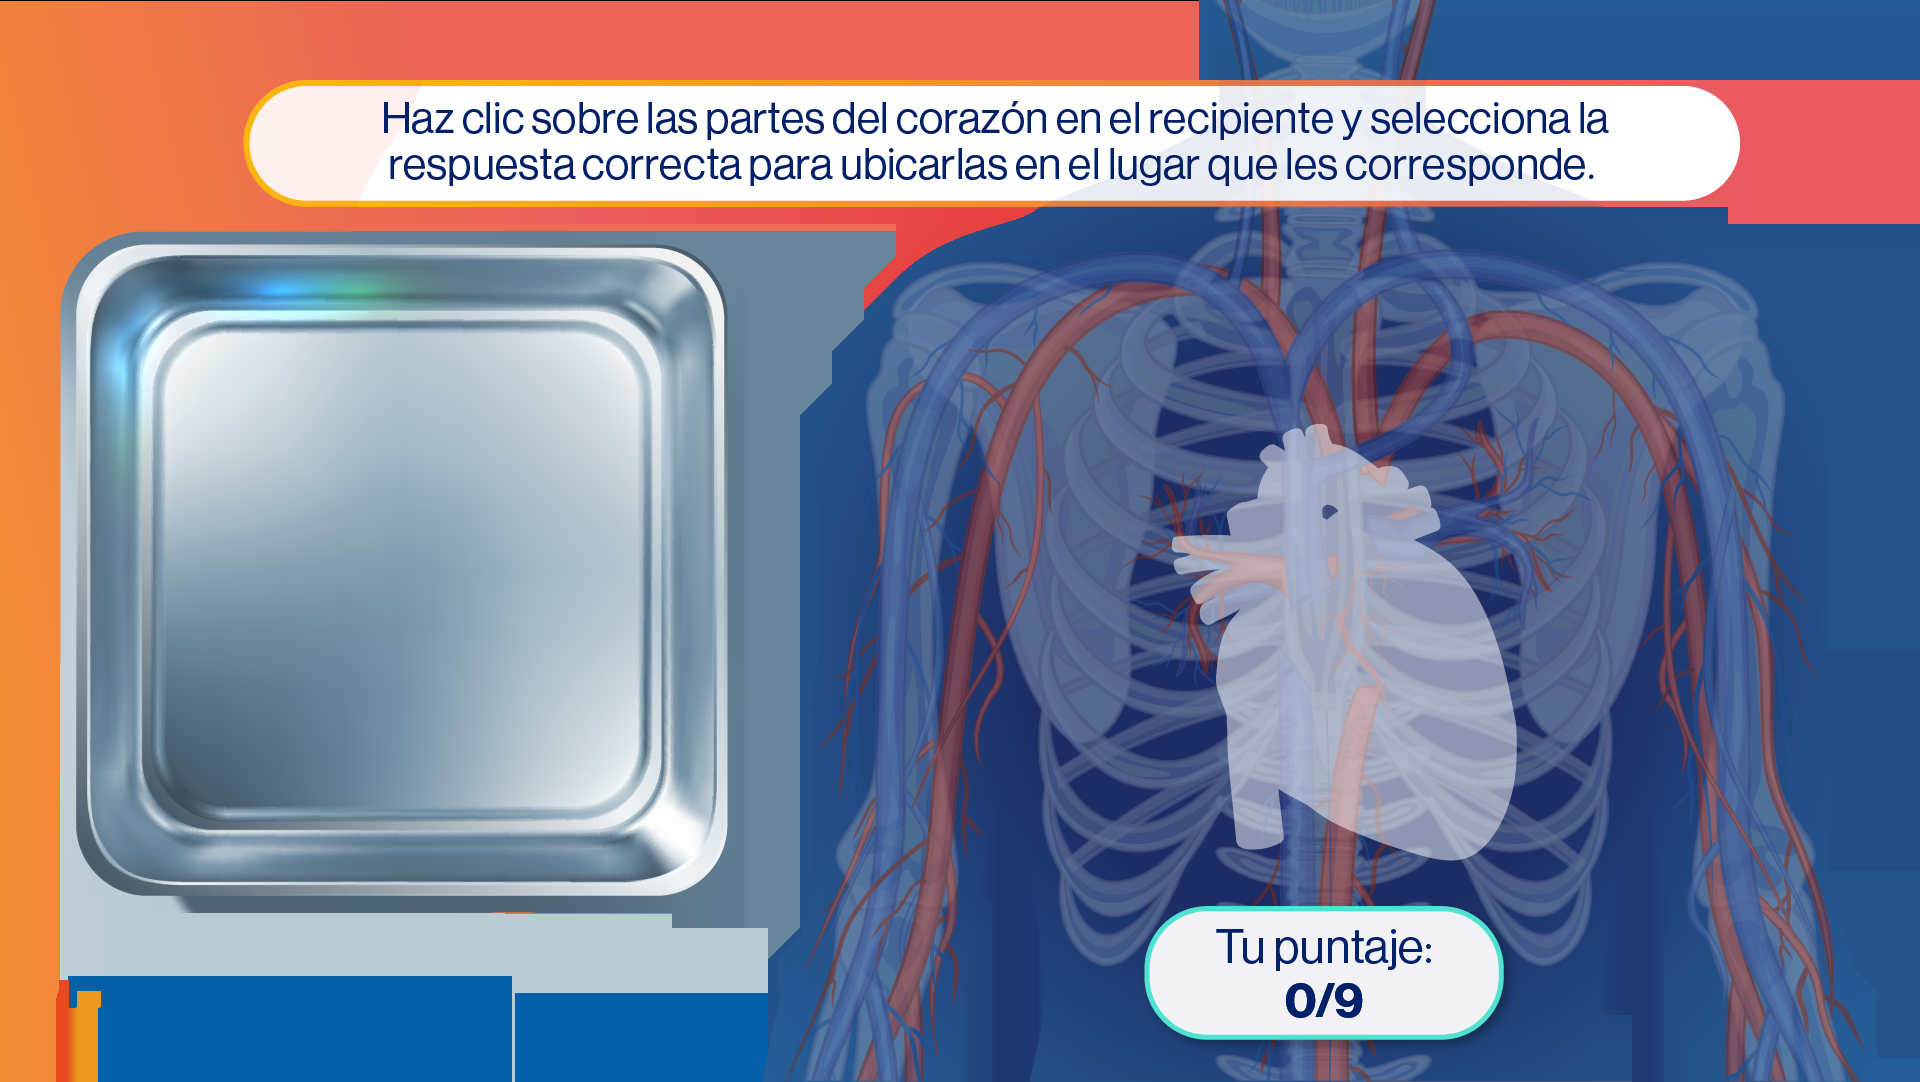 Haz clic sobre las partes del corazón en el recipiente y selecciona la
respuesta correcta para ubicarlas en el lugar que les corresponde.
Tu puntaje:
0/9